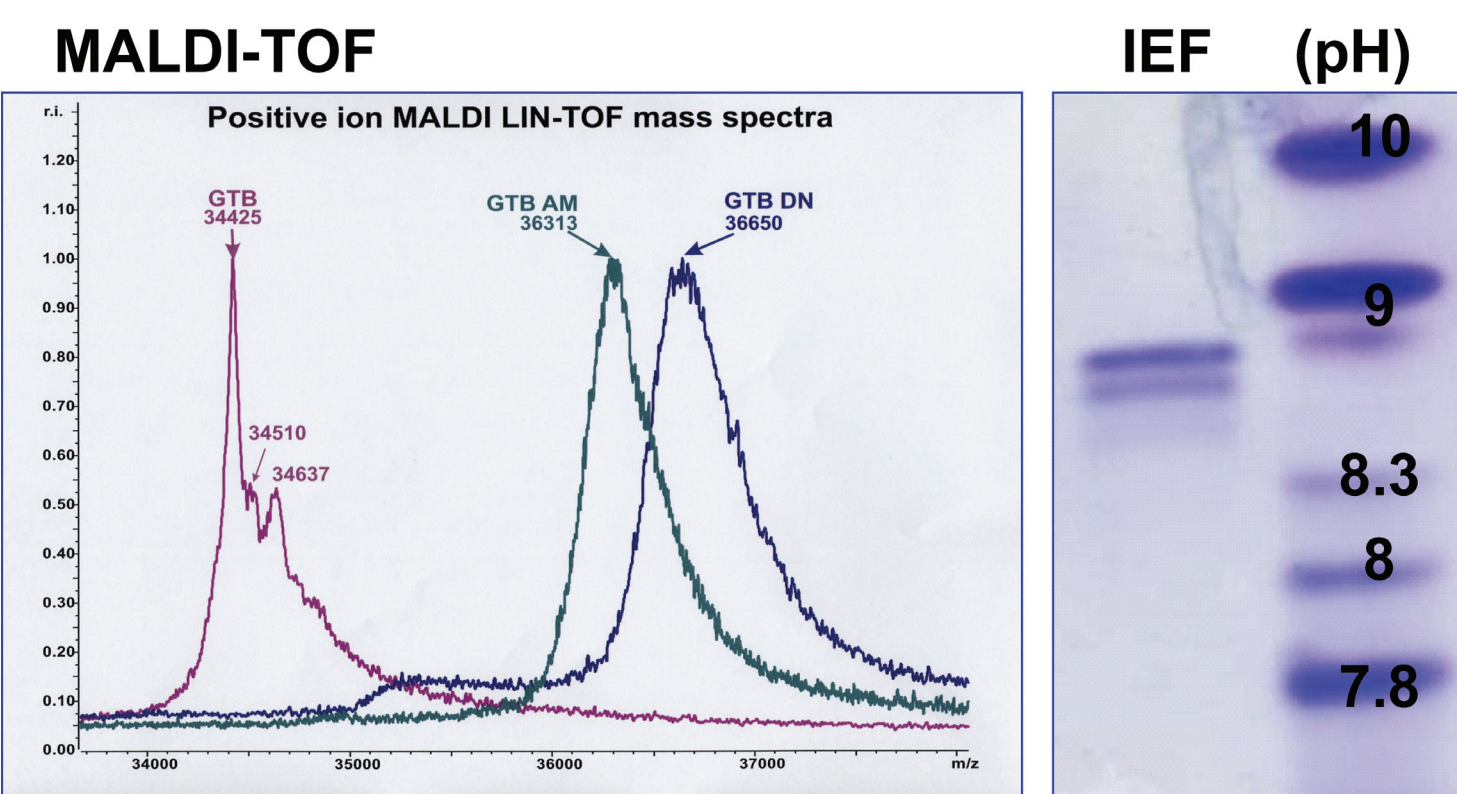 MALDI-TOF
IEF (pH)
r.i.
Positive ion MALDI LIN-TOF mass spectra
1.20
1.10
1.00
0.90
0.80
0.70
0.60
0.50
0.40
0.30
0.20
0.10
0.00
GTB
34425
34510
34637
GTB AM
36313
GTB DN
36650
34000 35000 36000 37000 m/z
10
9
8.3
8
7.8